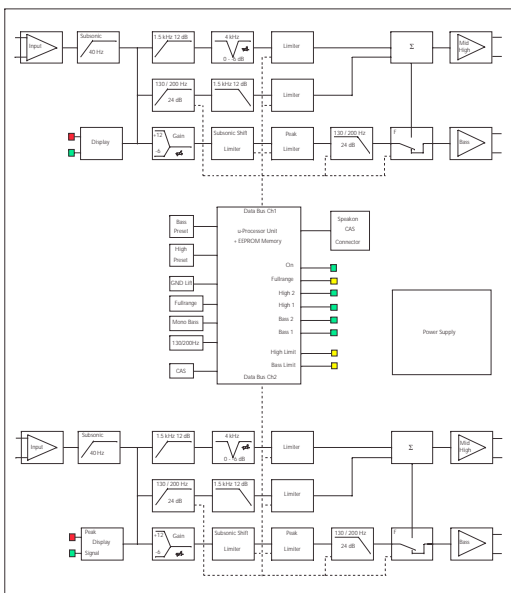 Subsonic
1.5 kHz 12 dB
4 kHz
Input
Limiter
Σ
Mid
High
40 Hz
0 - -6 dB
130 / 200 Hz
1.5 kHz 12 dB
24 dB
Limiter
Display
+12
Gain
-6
Subsonic Shift
Limiter
Peak
Limiter
130 / 200 Hz
24 dB
F
Bass
Data Bus Ch1
u-Processor Unit
+ EEPROM Memory
Bass
Preset
High
Preset
GND Lift
Fullrange
Mono Bass
130/200Hz
CAS
Speakon
CAS
Connector
On
Fullrange
High 2
High 1
Bass 2
Bass 1
High Limit
Bass Limit
Data Bus Ch2
Power Supply
Subsonic
1.5 kHz 12 dB
4 kHz
Input
Limiter
Σ
Mid
High
40 Hz
0 - -6 dB
130 / 200 Hz
1.5 kHz 12 dB
24 dB
Limiter
Peak
Display
Signal
+12
Gain
-6
Subsonic Shift
Limiter
Peak
Limiter
130 / 200 Hz
24 dB
F
Bass